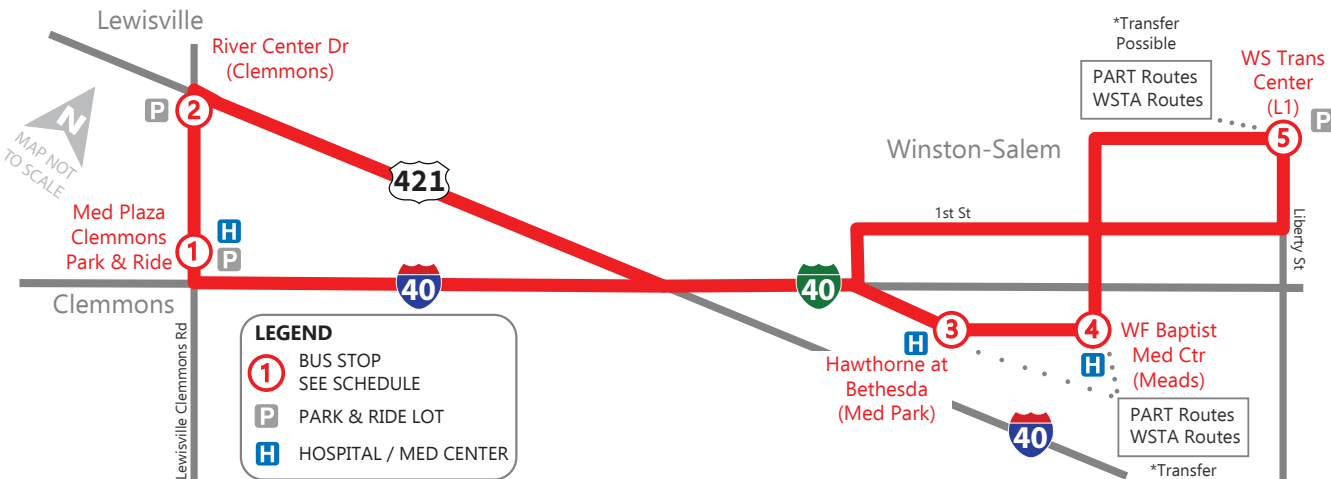 Lewisville
River Center Dr
(Clemmons)
P
2
N
MAP NOT
TO SCALE
421
Med Plaza
Clemmons
Park & Ride
1
H
P
Clemmons
40
40
Lewisville Clemmons Rd
LEGEND
1
BUS STOP
SEE SCHEDULE
P
PARK & RIDE LOT
H
HOSPITAL / MED CENTER
*Transfer
Possible
PART Routes
WSTA Routes
WS Trans
Center
(L1)
P
5
Winston-Salem
1st St
Liberty St
3
H
Hawthorne at
Bethesda
(Med Park)
4
H
WF Baptist
Med Ctr
(Meads)
PART Routes
WSTA Routes
*Transfer
40